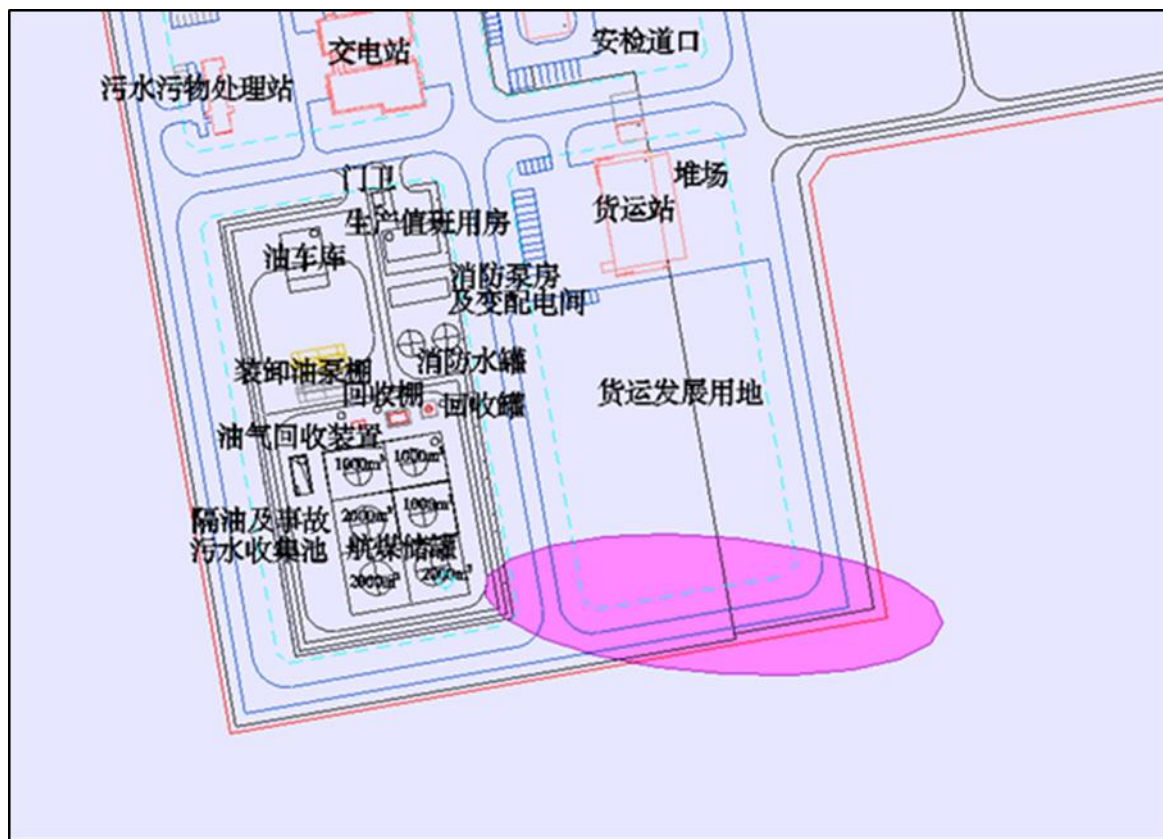 交电站
安检道口
污水污物处理站
门卫
堆场
生产值班用房
货运站
油车库
消防泵房
及变配电间
装卸油泵棚
消防水罐
回收棚
回收罐
货运发展用地
油气回收装置
1000m³
1000m³
隔油及事故
污水收集池
2000m³
1000m³
航煤储罐
2000m³
2000m³